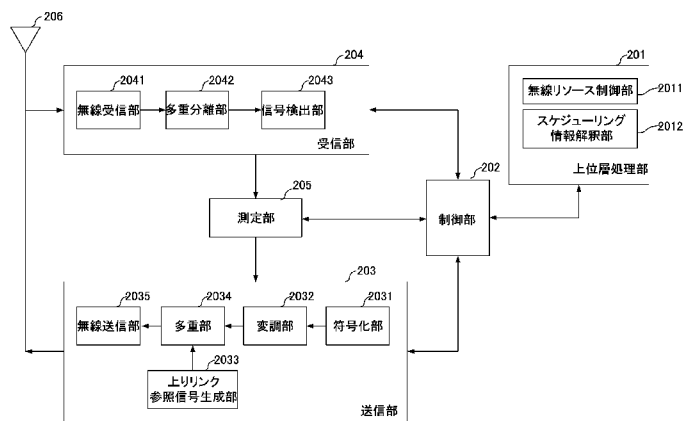 206
204
2041
無線受信部
2042
多重分離部
2043
信号検出部
受信部
201
無線リソース制御部
2011
スケジューリング
情報解釈部
2012
上位層処理部
205
測定部
202
制御部
203
2035
無線送信部
2034
多重部
2032
変調部
2031
符号化部
2033
上りリンク
参照信号生成部
送信部